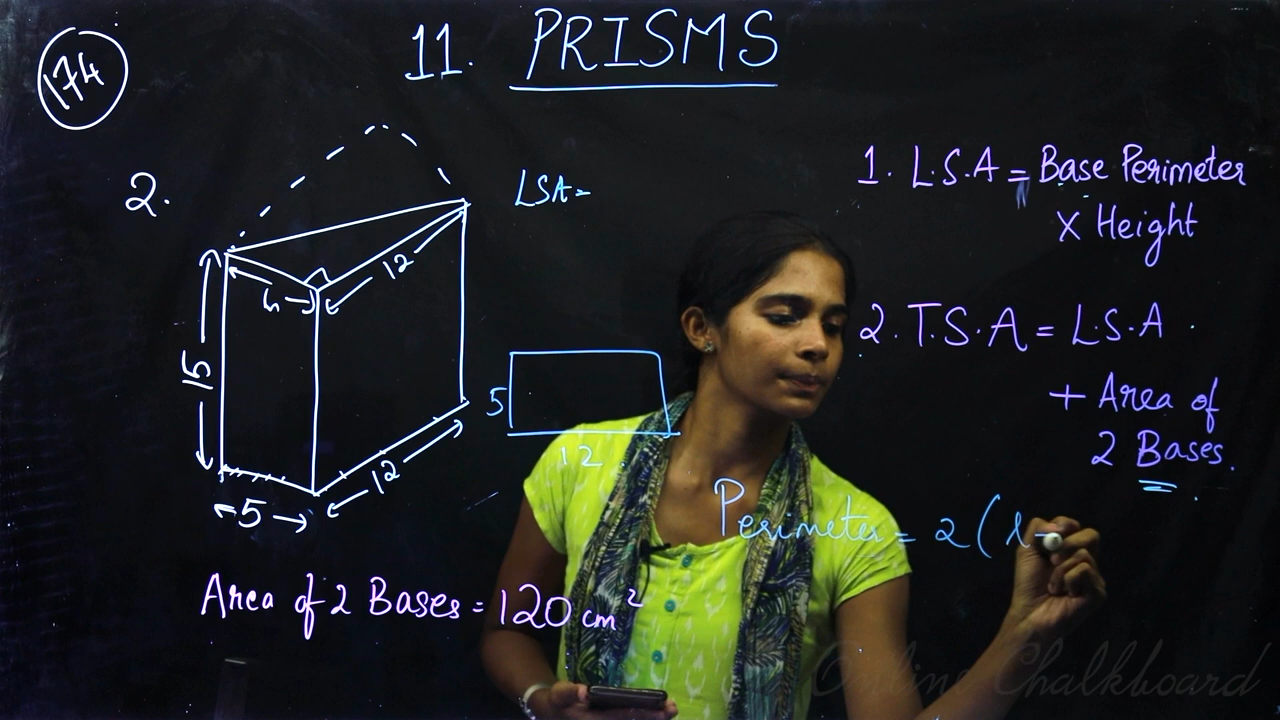 174
11. PRISMS
2.
LSA=
12
15
5
12
5
12
Area of 2 Bases = 120 cm²
1. L.S.A = Base Perimeter
X Height
2. T.S.A = L.S.A
+ Area of
2 Bases.
Perimeter = 2 (l
Online Chalkboard